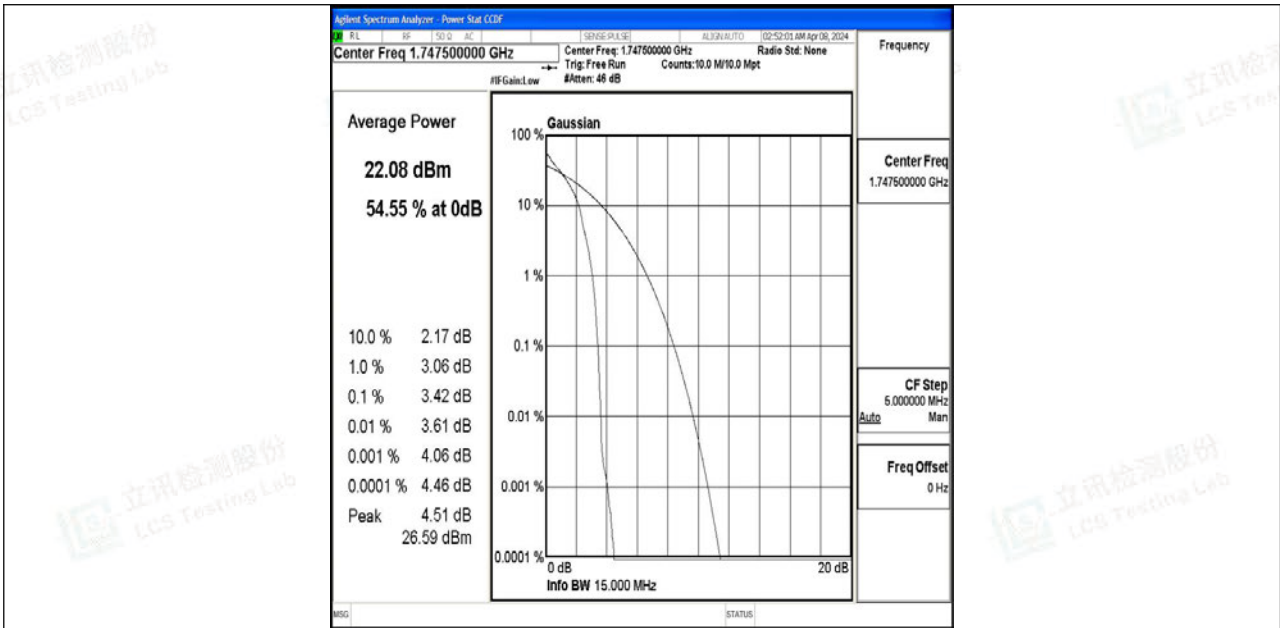 Agilent Spectrum Analyzer - Power Stat CCDF
RL RF 50 Ω AC SENSE:PULSE ALIGNAUTO 02:52:01 AM Apr 08, 2024
Center Freq 1.747500000 GHz
Center Freq: 1.747500000 GHz Radio Std: None
Trig: Free Run Counts:10.0 M/10.0 Mpt
#IFGain:Low #Atten: 46 dB
Frequency
Average Power
22.08 dBm
54.55 % at 0dB
10.0 % 2.17 dB
1.0 % 3.06 dB
0.1 % 3.42 dB
0.01 % 3.61 dB
0.001 % 4.06 dB
0.0001 % 4.46 dB
Peak 4.51 dB
26.59 dBm
Gaussian
100 %
10 %
1 %
0.1 %
0.01 %
0.001 %
0.0001 %
0 dB 20 dB
Info BW 15.000 MHz
Center Freq
1.747500000 GHz
CF Step
5.000000 MHz
Auto Man
Freq Offset
0 Hz
MSG STATUS
立讯检测股份
LCS Testing Lab
立讯检
LCS Tes
立讯检测股份
LCS Testing Lab
立讯检测股份
LCS Testing Lab